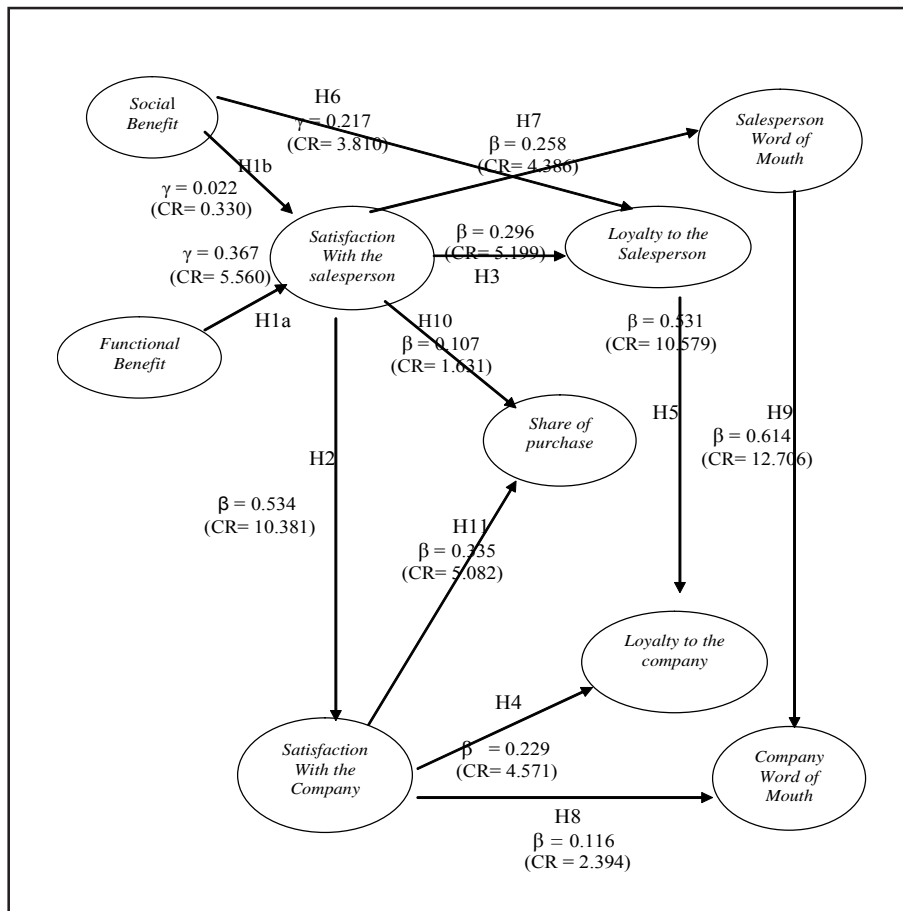 Social
Benefit
H6
γ = 0.217
(CR= 3.810)
H7
β = 0.258
(CR= 4.386)
Salesperson
Word of
Mouth
H1b
γ = 0.022
(CR= 0.330)
γ = 0.367
(CR= 5.560)
Satisfaction
With the
salesperson
β = 0.296
(CR= 5.199)
H3
Loyalty to the
Salesperson
H1a
Functional
Benefit
H10
β = 0.107
(CR= 1.631)
β = 0.531
(CR= 10.579)
Share of
purchase
H5
H9
β = 0.614
(CR= 12.706)
H2
β = 0.534
(CR= 10.381)
H11
β = 0.335
(CR= 5.082)
Loyalty to the
company
H4
β = 0.229
(CR= 4.571)
Satisfaction
With the
Company
Company
Word of
Mouth
H8
β = 0.116
(CR = 2.394)